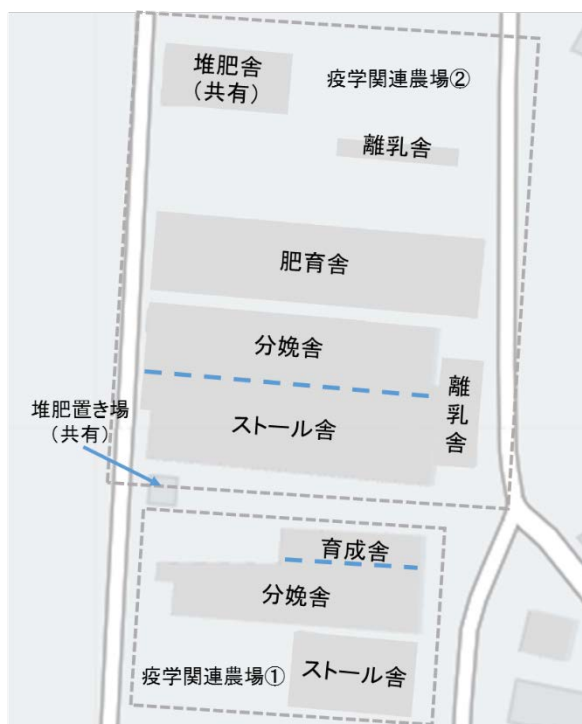 堆肥舎
（共有）
疫学関連農場②
離乳舎
肥育舎
分娩舎
離乳舎
ストール舎
堆肥置き場
（共有）
育成舎
分娩舎
疫学関連農場①
ストール舎